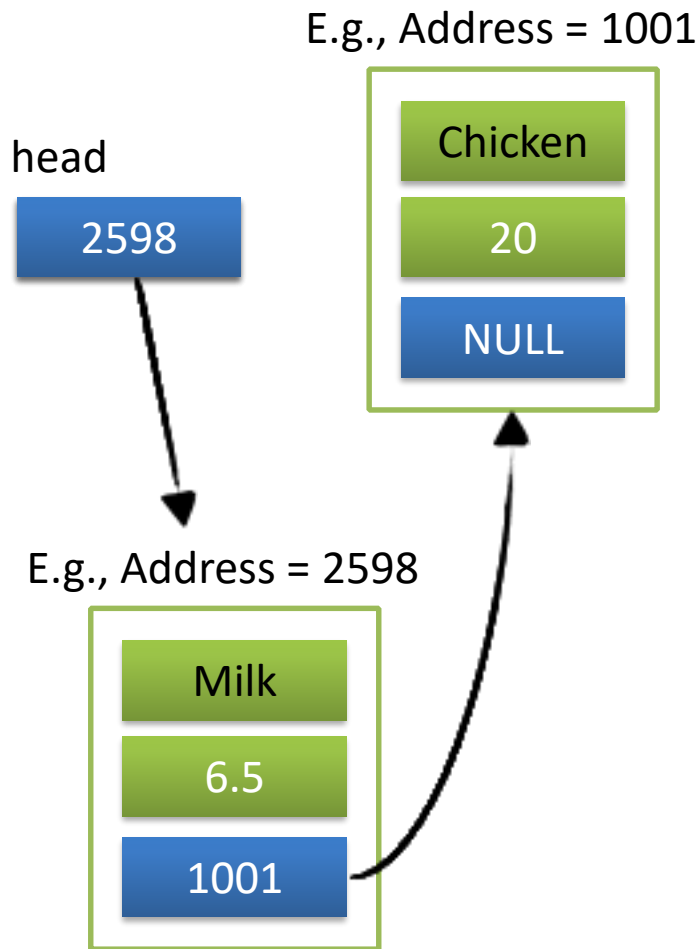 E.g., Address = 1001
Chicken
20
NULL
head
2598
E.g., Address = 2598
Milk
6.5
1001